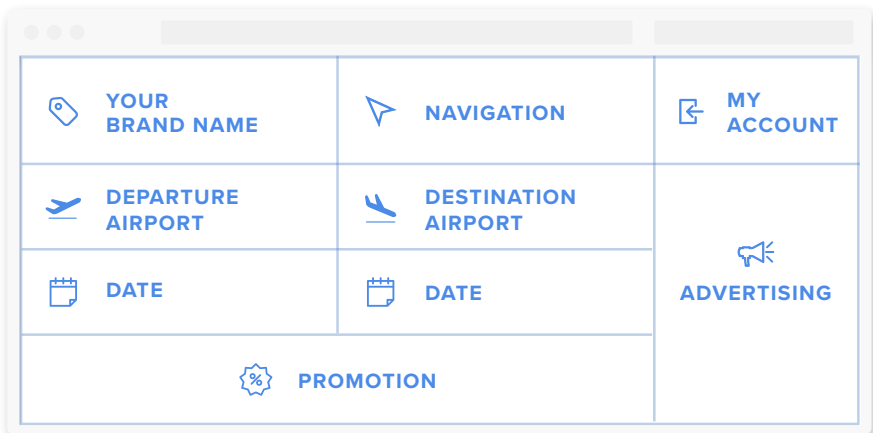 YOUR
BRAND NAME
NAVIGATION
MY
ACCOUNT
DEPARTURE
AIRPORT
DESTINATION
AIRPORT
DATE
DATE
ADVERTISING
% PROMOTION